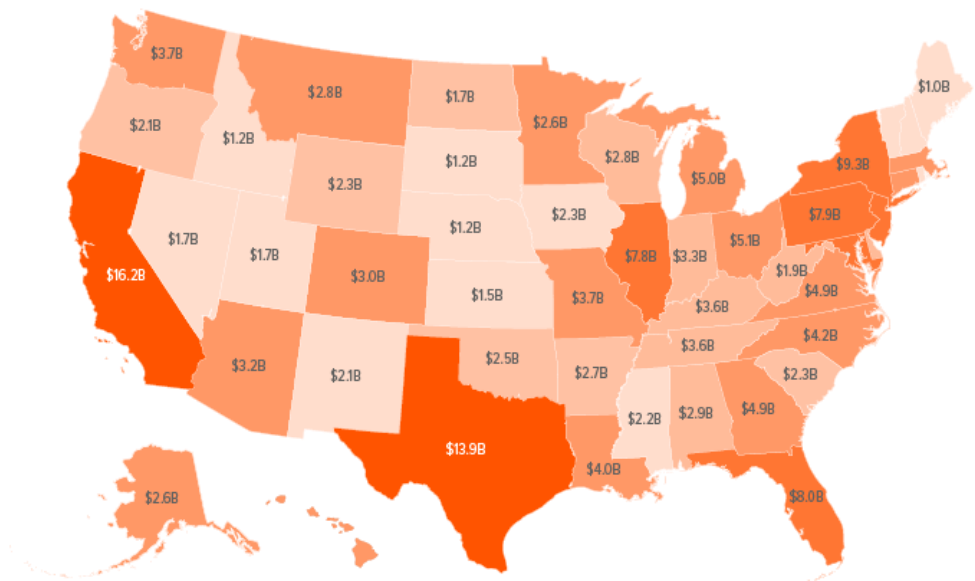 $3.7B
$2.8B
$1.7B
$2.6B
$1.0B
$2.1B
$1.2B
$1.2B
$2.8B
$9.3B
$2.3B
$5.0B
$1.2B
$2.3B
$7.9B
$1.7B
$1.7B
$7.8B
$3.3B
$5.1B
$16.2B
$3.0B
$1.5B
$3.7B
$1.9B
$4.9B
$3.6B
$4.2B
$3.6B
$3.2B
$2.1B
$2.5B
$2.7B
$2.3B
$2.2B
$2.9B
$4.9B
$13.9B
$4.0B
$2.6B
$8.0B